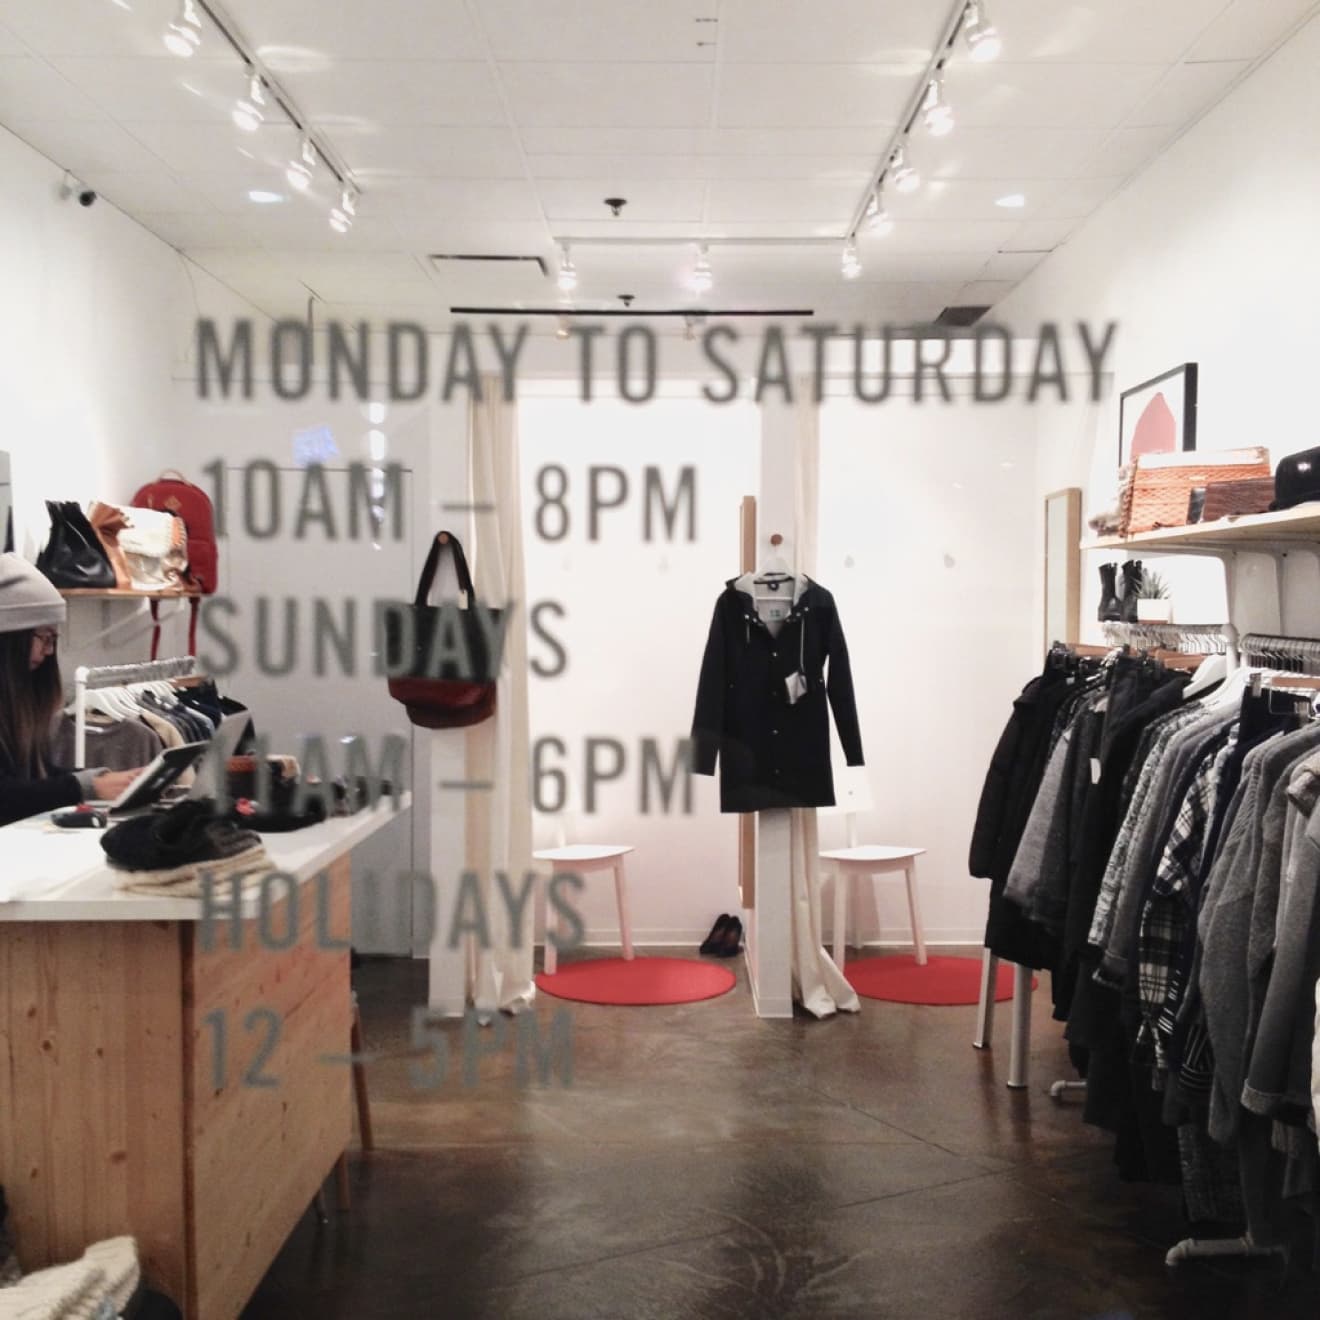 MONDAY TO SATURDAY
10AM – 8PM
SUNDAYS
11AM – 6PM
HOLIDAYS
12 – 5PM